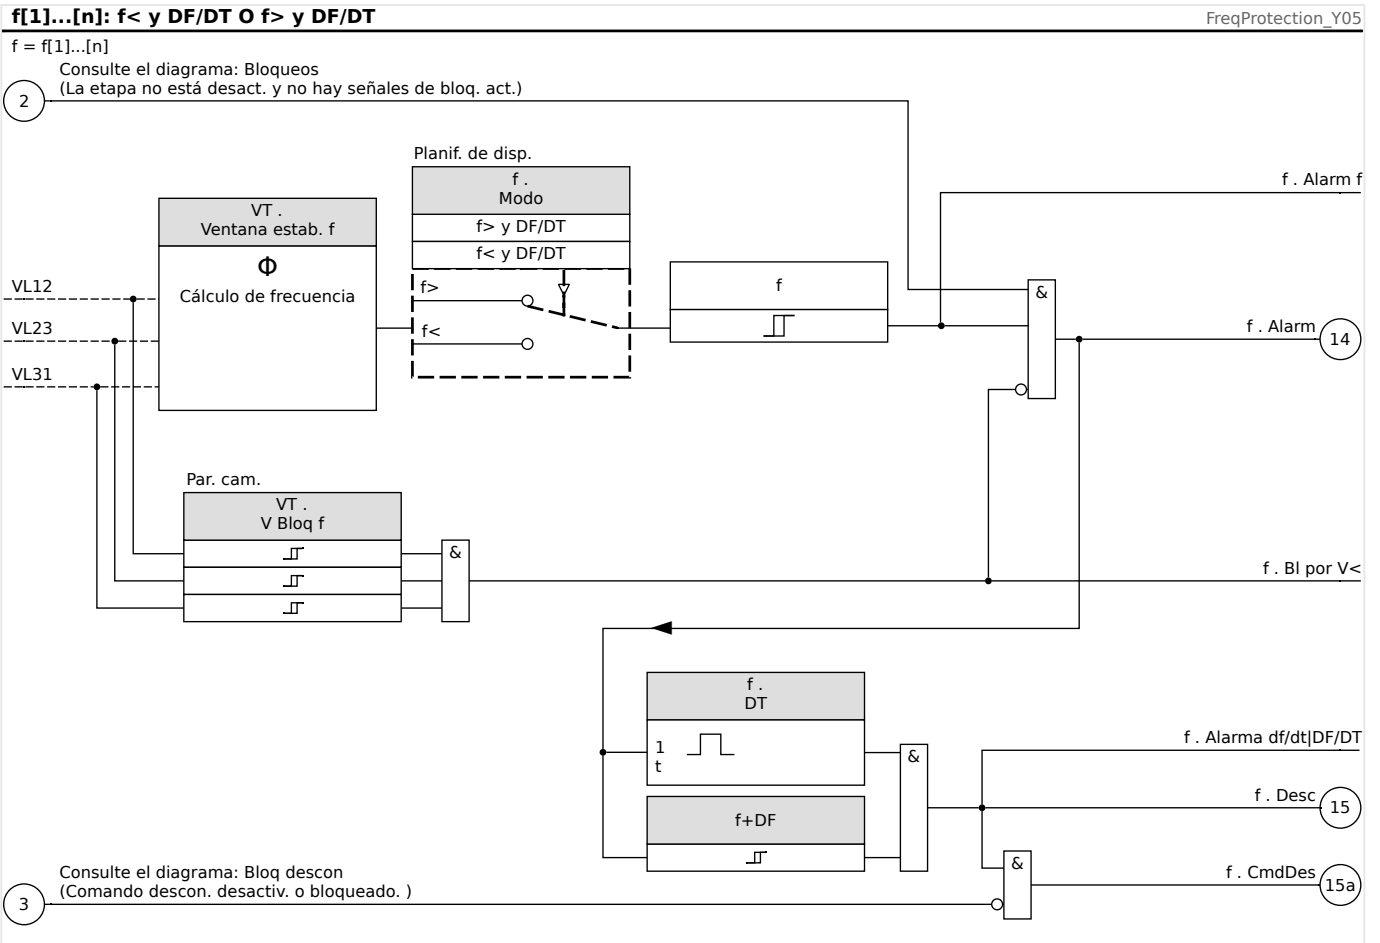 f[1]...[n]: f< y DF/DT O f> y DF/DT
FreqProtection_Y05
f = f[1]...[n]
Consulte el diagrama: Bloqueos
(La etapa no está desact. y no hay señales de bloq. act.)
2
Planif. de disp.
f .
Modo
f> y DF/DT
f< y DF/DT
f>
f<
VT .
Ventana estab. f
Φ
Cálculo de frecuencia
VL12
VL23
VL31
f
&
f . Alarm f
f . Alarm
14
Par. cam.
VT .
V Bloq f
&
f . Bl por V<
f .
DT
1
t
f+DF
&
f . Alarma df/dt|DF/DT
f . Desc
15
&
f . CmdDes
15a
Consulte el diagrama: Bloq descon
(Comando descon. desactiv. o bloqueado. )
3